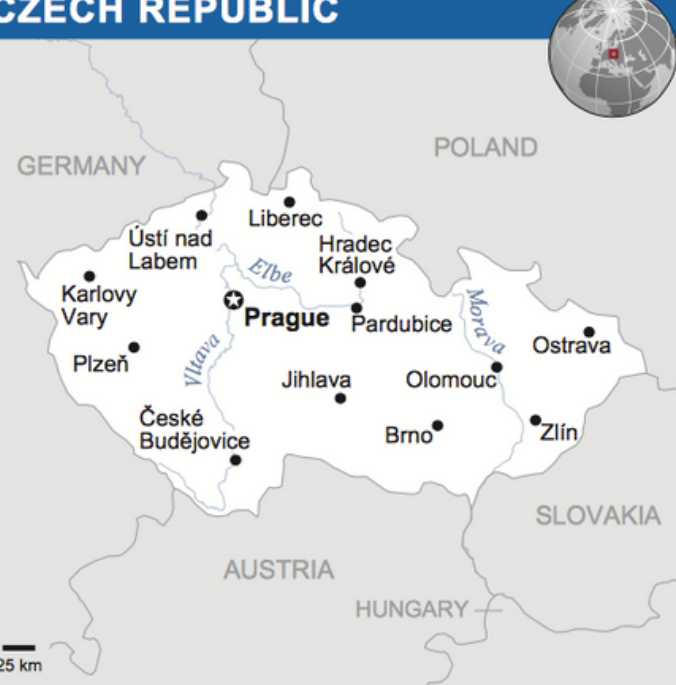 CZECH REPUBLIC
GERMANY
POLAND
Liberec
Ústí nad
Labem
Hradec
Králové
Elbe
Karlovy
Vary
Prague
Pardubice
Morava
Ostrava
Plzeň
Vltava
Jihlava
Olomouc
České
Budějovice
Brno
Zlín
SLOVAKIA
AUSTRIA
HUNGARY
25 km